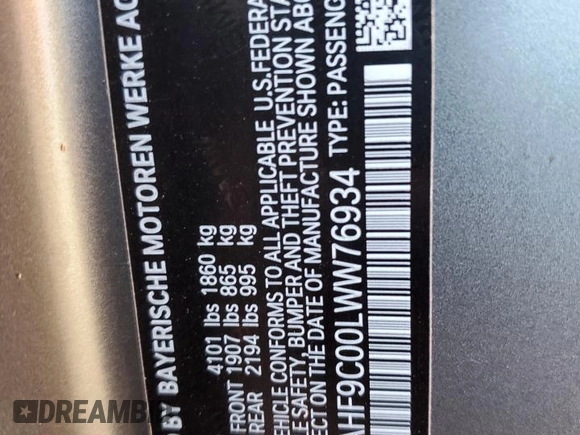 D BY BAYERISCHE MOTOREN WERKE AG
4101 lbs 1860 kg
FRONT 1907 lbs 865 kg
REAR 2194 lbs 995 kg
VEHICLE CONFORMS TO ALL APPLICABLE U.S. FEDERA
LE SAFETY, BUMPER AND THEFT PREVENTION STA
ECT ON THE DATE OF MANUFACTURE SHOWN ABO
AHF9C00LWW76934 TYPE: PASSENG
DREAMB